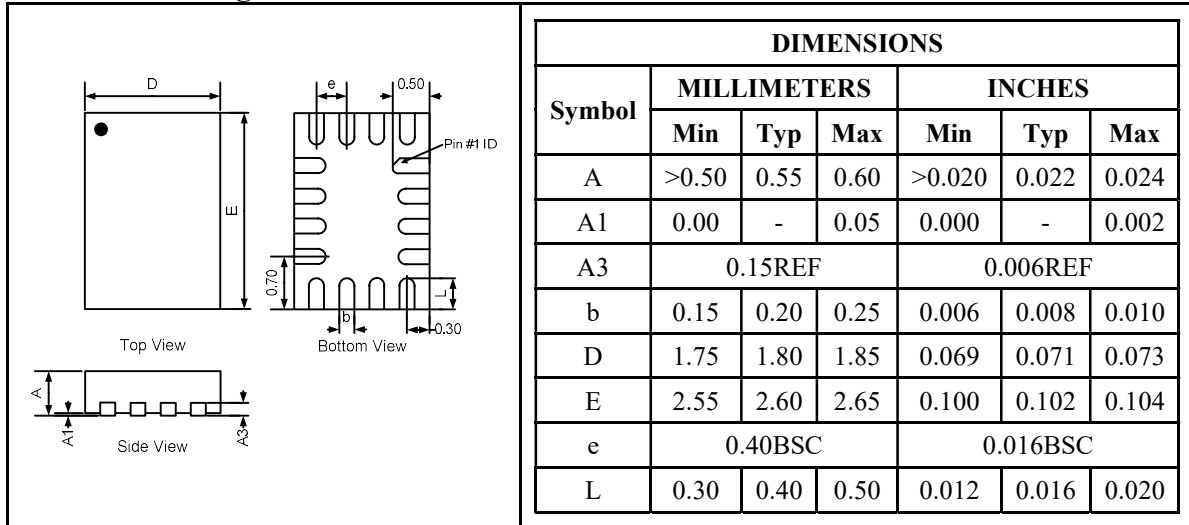 D
E
Top View
A
A1
A3
Side View
e
0.50
Pin #1 ID
0.70
b
L
0.30
Bottom View
DIMENSIONS
Symbol MILLIMETERS INCHES
Min Typ Max Min Typ Max
A >0.50 0.55 0.60 >0.020 0.022 0.024
A1 0.00 - 0.05 0.000 - 0.002
A3 0.15REF 0.006REF
b 0.15 0.20 0.25 0.006 0.008 0.010
D 1.75 1.80 1.85 0.069 0.071 0.073
E 2.55 2.60 2.65 0.100 0.102 0.104
e 0.40BSC 0.016BSC
L 0.30 0.40 0.50 0.012 0.016 0.020